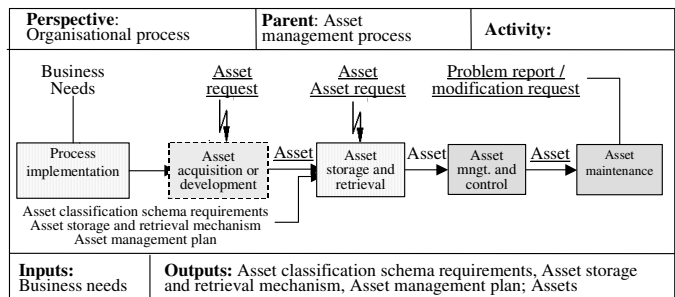 Perspective:
Organisational process
Parent: Asset
management process
Activity:
Business
Needs
Asset
request
Asset
Asset request
Problem report /
modification request
Process
implementation
Asset
acquisition or
development
Asset
Asset
storage and
retrieval
Asset
Asset
mngt. and
control
Asset
Asset
maintenance
Asset classification schema requirements
Asset storage and retrieval mechanism
Asset management plan
Inputs:
Business needs
Outputs: Asset classification schema requirements, Asset storage
and retrieval mechanism, Asset management plan; Assets